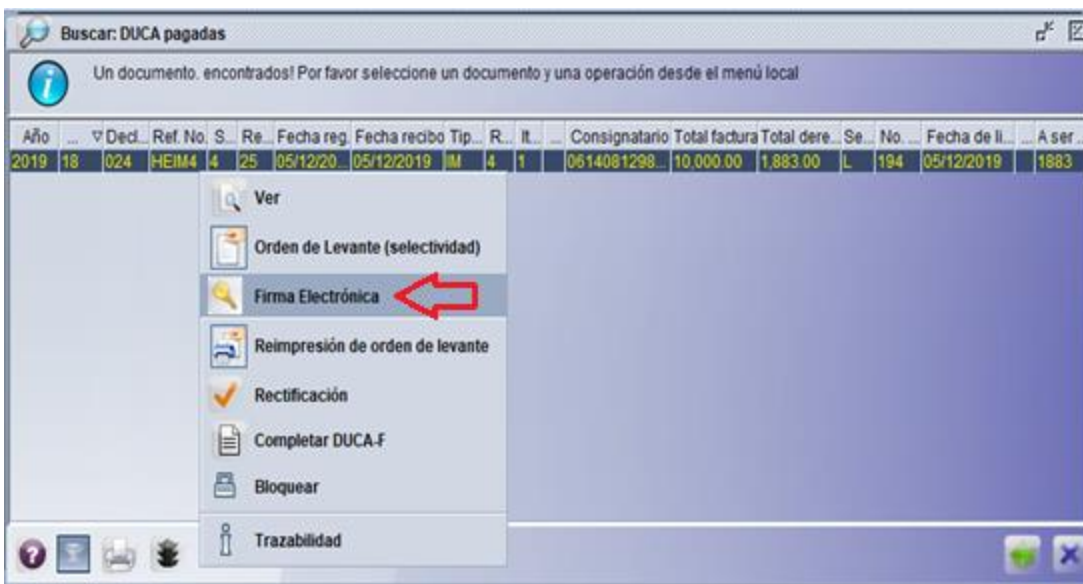 Buscar: DUCA pagadas
Un documento. encontrados! Por favor seleccione un documento y una operación desde el menú local
Año ... Decl... Ref. No. S... Re... Fecha reg. Fecha recibo Tip... R... It... ... Consignatario Total factura Total dere... Se... No. ... Fecha de li... ... A ser ...
2019 18 024 HEIM4 4 25 05/12/20... 05/12/2019 IM 4 1 0614081298... 10,000.00 1,883.00 L 194 05/12/2019 1883
Ver
Orden de Levante (selectividad)
Firma Electrónica
Reimpresión de orden de levante
Rectificación
Completar DUCA-F
Bloquear
Trazabilidad